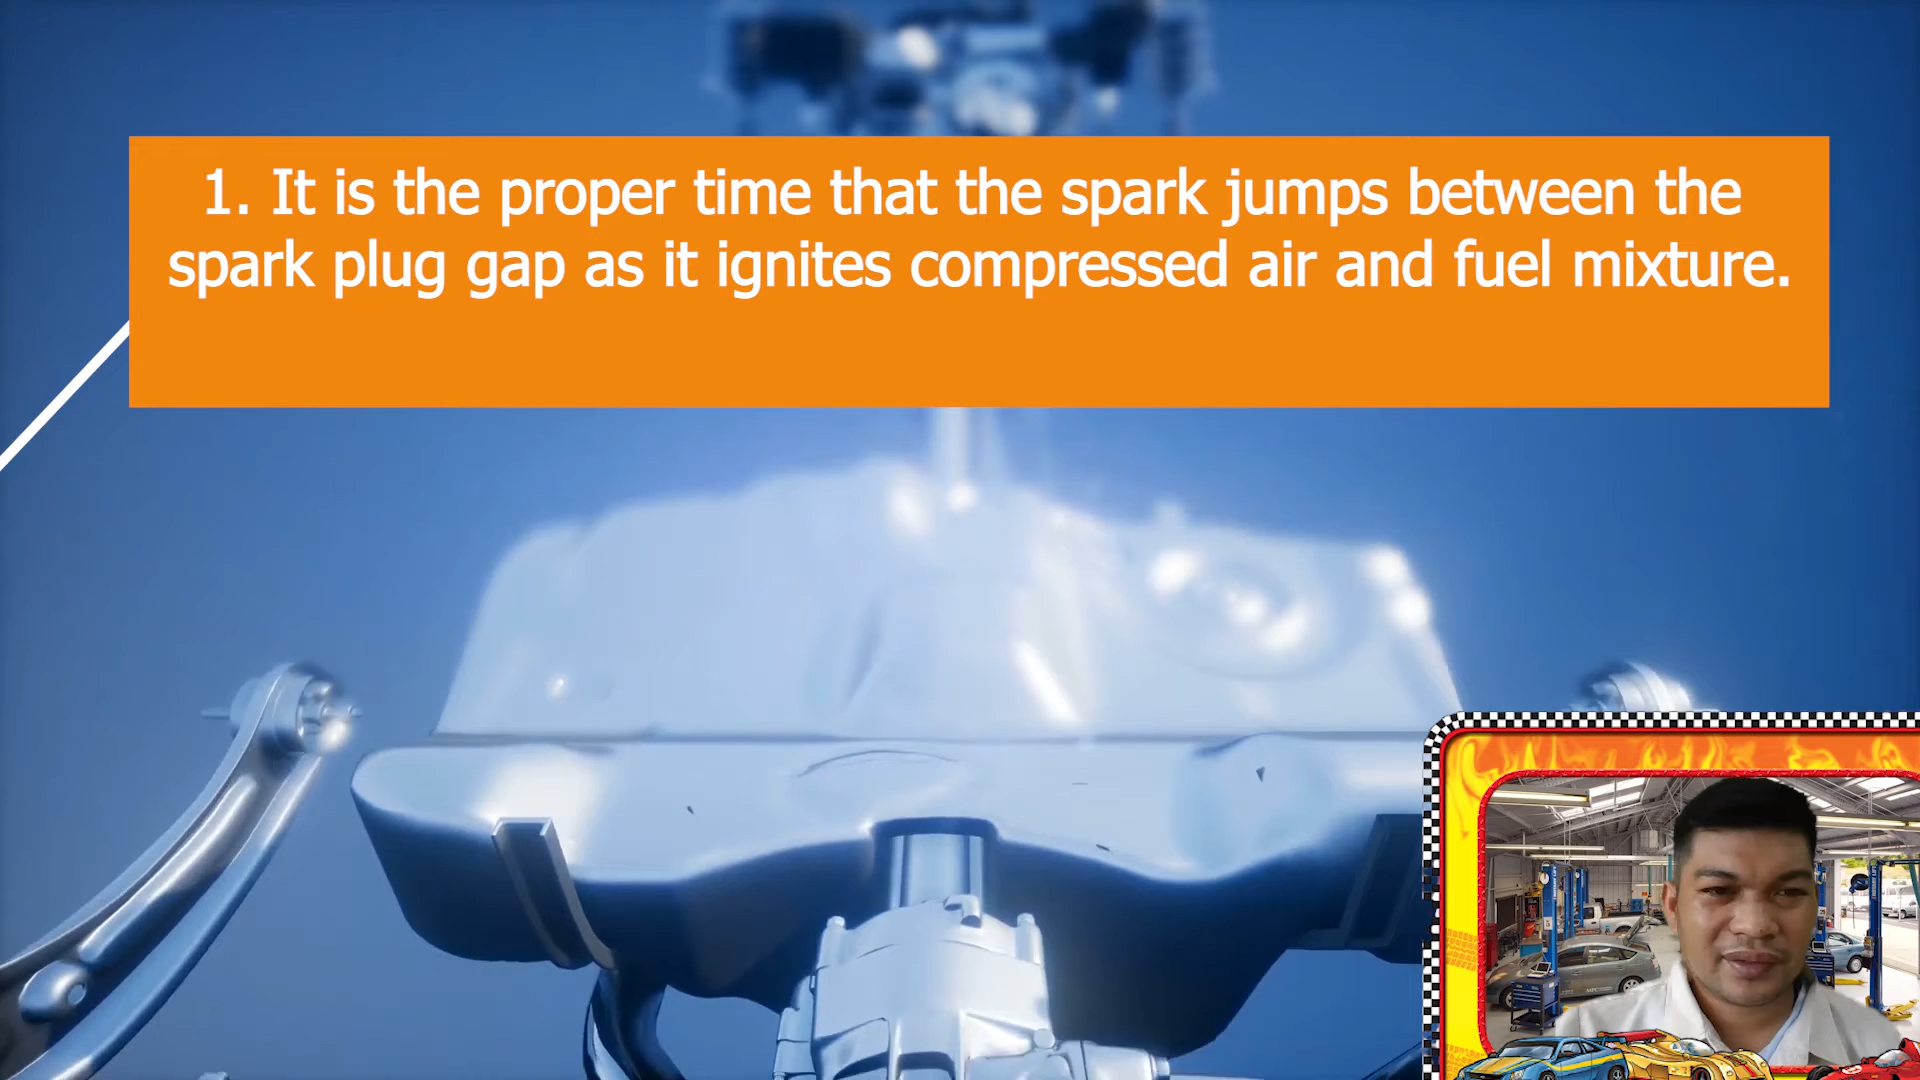 1. It is the proper time that the spark jumps between the
spark plug gap as it ignites compressed air and fuel mixture.